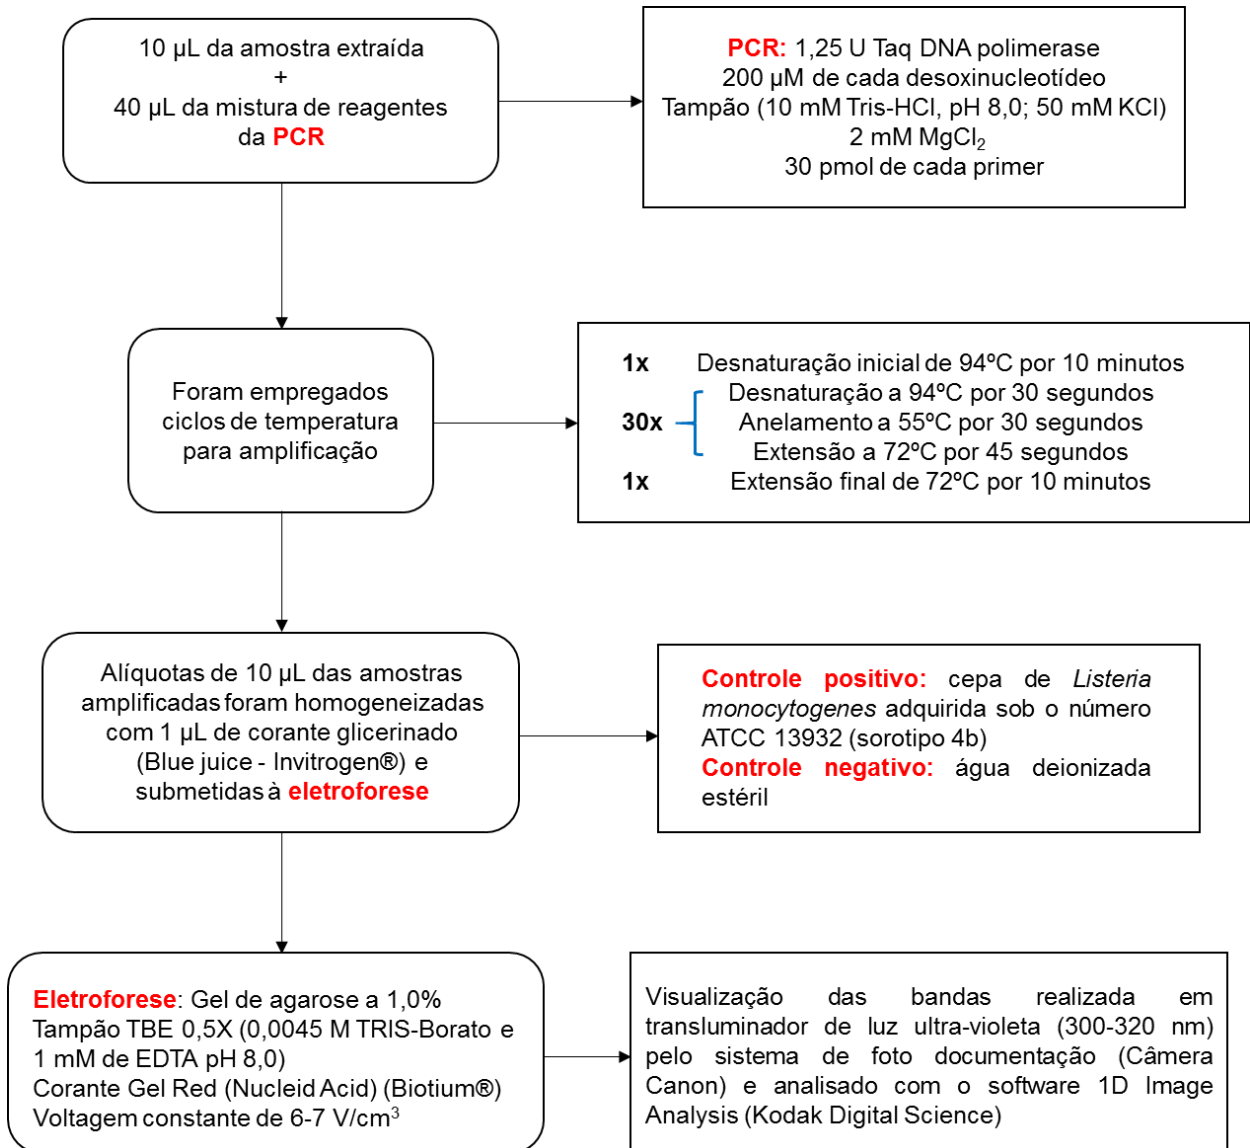 10 µL da amostra extraída
+
40 µL da mistura de reagentes
da PCR
PCR: 1,25 U Taq DNA polimerase
200 µM de cada desoxinucleotídeo
Tampão (10 mM Tris-HCl, pH 8,0; 50 mM KCl)
2 mM MgCl₂
30 pmol de cada primer
Foram empregados
ciclos de temperatura
para amplificação
1x Desnaturação inicial de 94ºC por 10 minutos
Desnaturação a 94ºC por 30 segundos
30x Anelamento a 55ºC por 30 segundos
Extensão a 72ºC por 45 segundos
1x Extensão final de 72ºC por 10 minutos
Alíquotas de 10 µL das amostras
amplificadas foram homogeneizadas
com 1 µL de corante glicerinado
(Blue juice - Invitrogen®) e
submetidas à eletroforese
Controle positivo: cepa de Listeria
monocytogenes adquirida sob o número
ATCC 13932 (sorotipo 4b)
Controle negativo: água deionizada
estéril
Eletroforese: Gel de agarose a 1,0%
Tampão TBE 0,5X (0,0045 M TRIS-Borato e
1 mM de EDTA pH 8,0)
Corante Gel Red (Nucleid Acid) (Biotium®)
Voltagem constante de 6-7 V/cm³
Visualização das bandas realizada em
transluminador de luz ultra-violeta (300-320 nm)
pelo sistema de foto documentação (Câmera
Canon) e analisado com o software 1D Image
Analysis (Kodak Digital Science)